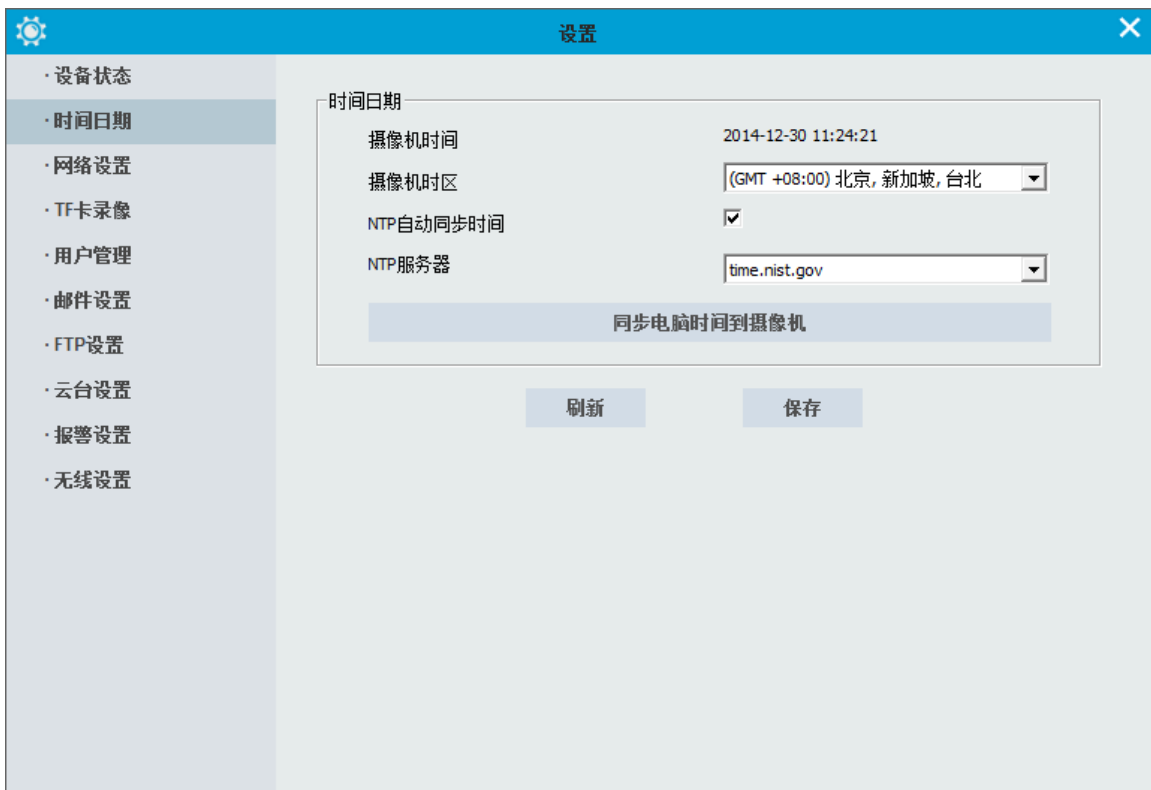 设置
·设备状态
·时间日期
·网络设置
·TF卡录像
·用户管理
·邮件设置
·FTP设置
·云台设置
·报警设置
·无线设置
时间日期
摄像机时间 2014-12-30 11:24:21
摄像机时区 (GMT +08:00) 北京, 新加坡, 台北
NTP自动同步时间
NTP服务器 time.nist.gov
同步电脑时间到摄像机
刷新 保存